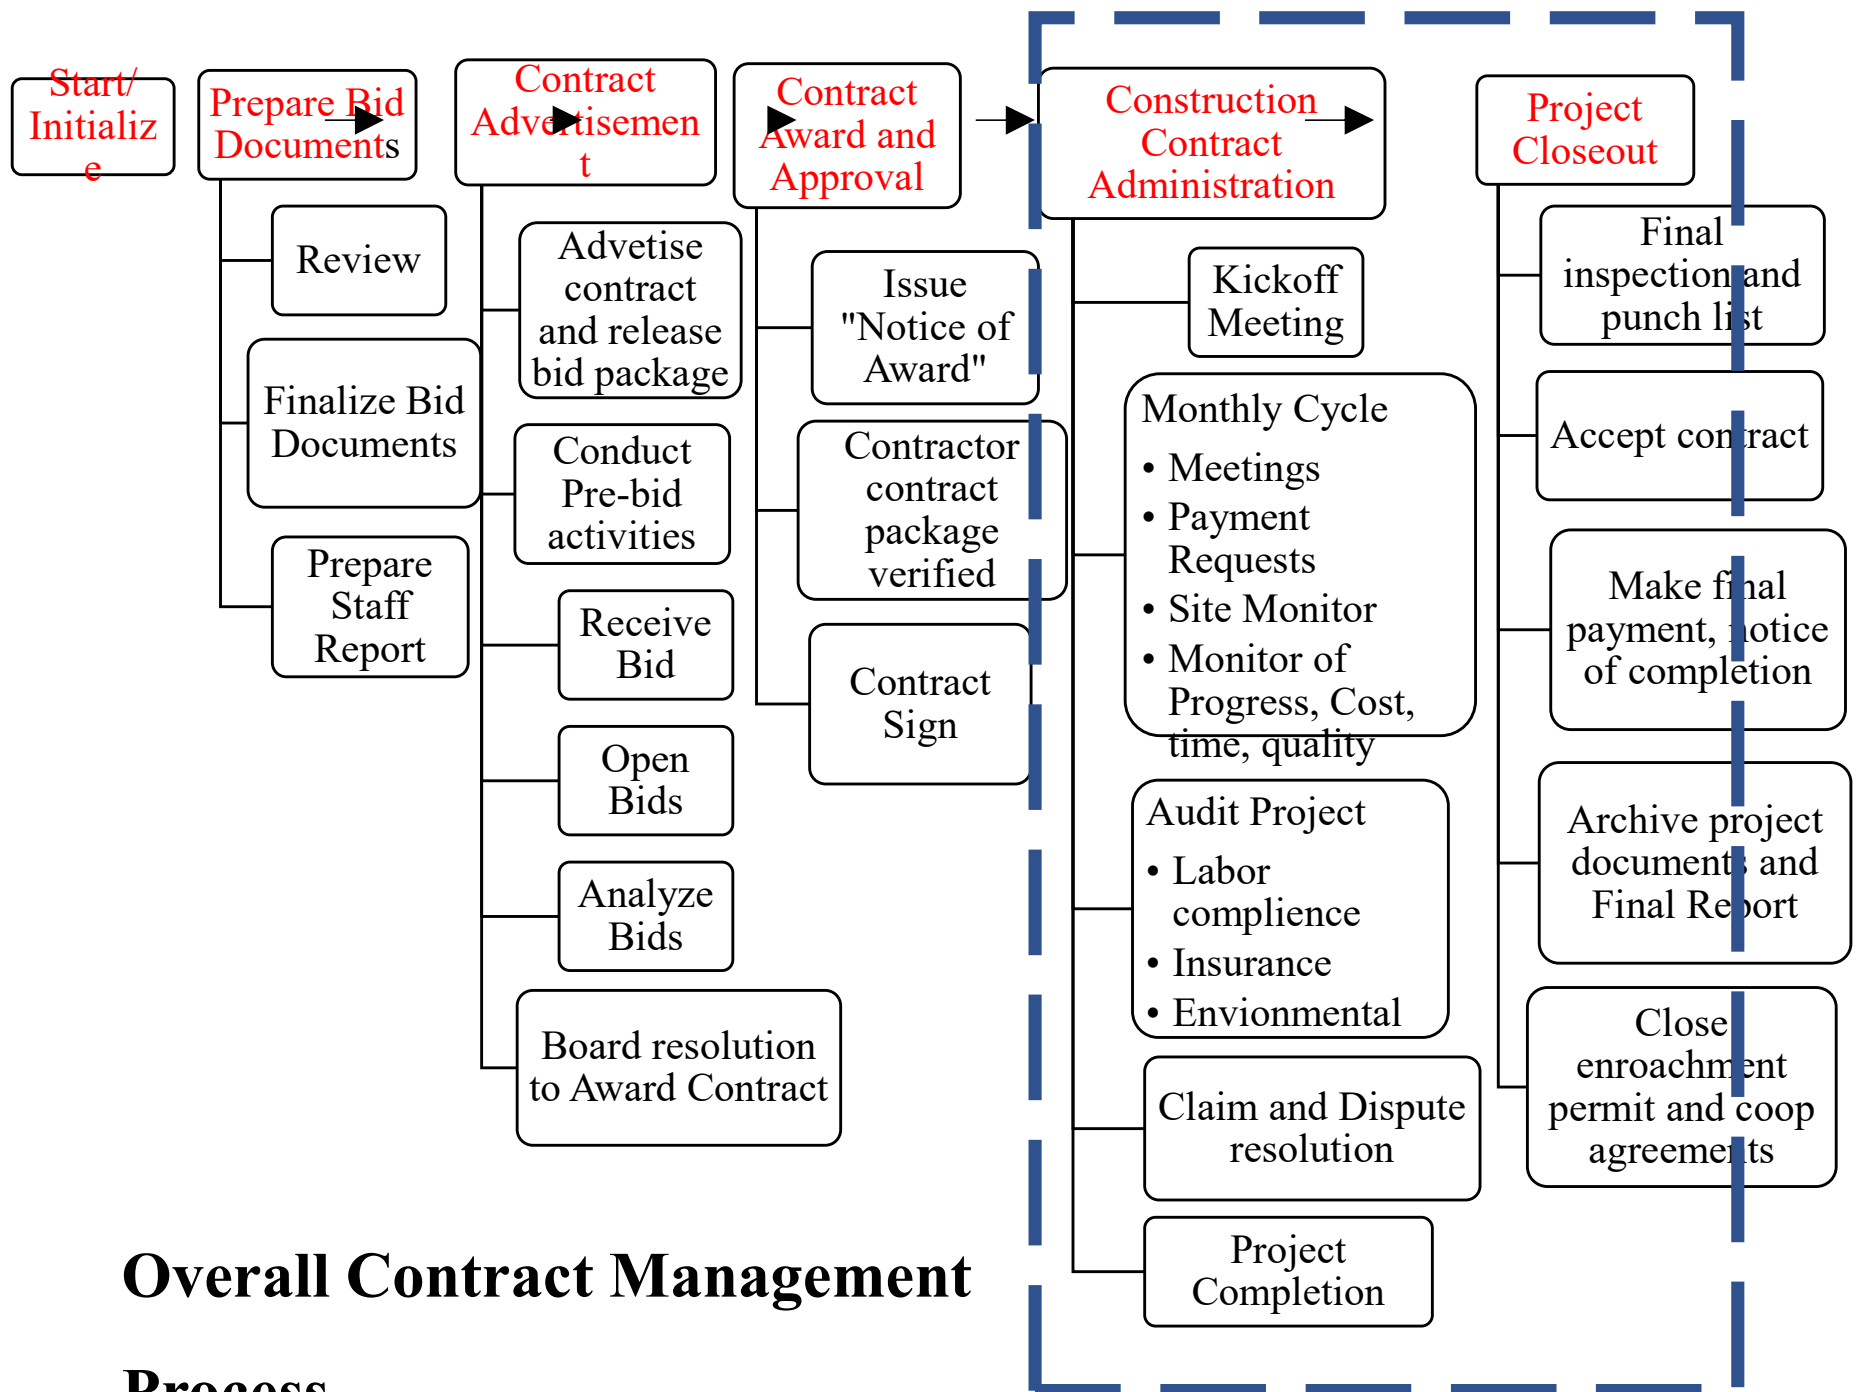 Start/
Initializ
e
Prepare Bid
Documents
Review
Finalize Bid
Documents
Prepare
Staff
Report
Contract
Advertisemen
t
Advetise
contract
and release
bid package
Conduct
Pre-bid
activities
Receive
Bid
Open
Bids
Analyze
Bids
Board resolution
to Award Contract
Contract
Award and
Approval
Issue
"Notice of
Award"
Contractor
contract
package
verified
Contract
Sign
Construction
Contract
Administration
Kickoff
Meeting
Monthly Cycle
• Meetings
• Payment
Requests
• Site Monitor
• Monitor of
Progress, Cost,
time, quality
Audit Project
• Labor
complience
• Insurance
• Envionmental
Claim and Dispute
resolution
Project
Completion
Project
Closeout
Final
inspection and
punch list
Accept contract
Make final
payment, notice
of completion
Archive project
documents and
Final Report
Close
enroachment
permit and coop
agreements
Overall Contract Management
Process